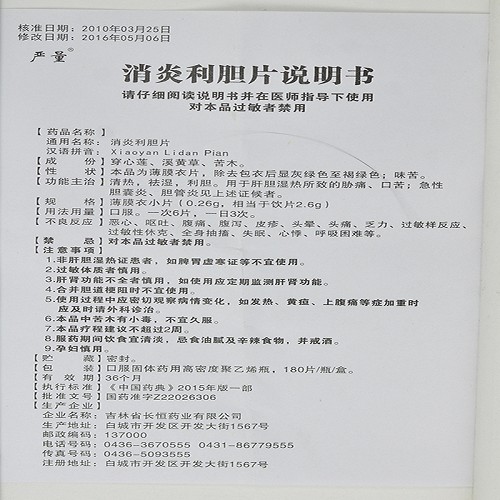 核准日期：2010年03月25日
修改日期：2016年05月06日
严量®
消炎利胆片说明书
请仔细阅读说明书并在医师指导下使用
对本品过敏者禁用
【药品名称】
通用名称：消炎利胆片
汉语拼音：Xiaoyan Lidan Pian
【成　　份】穿心莲、溪黄草、苦木。
【性　　状】本品为薄膜衣片，除去包衣后显灰绿色至褐绿色；味苦。
【功能主治】清热，祛湿，利胆。用于肝胆湿热所致的胁痛、口苦；急性
胆囊炎、胆管炎见上述证候者。
【规　　格】薄膜衣小片（0.26g，相当于饮片2.6g）
【用法用量】口服。一次6片，一日3次。
【不良反应】恶心、呕吐、腹痛、腹泻、皮疹、头晕、头痛、乏力、过敏样反应、
过敏性休克、全身抽搐、失眠、心悸、呼吸困难等。
【禁　　忌】对本品过敏者禁用。
【注意事项】
1.非肝胆湿热证患者，如脾胃虚寒证等不宜使用。
2.过敏体质者慎用。
3.肝肾功能不全者慎用，如使用应定期监测肝肾功能。
4.合并胆道梗阻时不宜使用。
5.使用过程中应密切观察病情变化，如发热、黄疸、上腹痛等症加重时
应及时请外科诊治。
6.本品中苦木有小毒，不宜久服。
7.本品疗程建议不超过2周。
8.服药期间饮食宜清淡，忌食油腻及辛辣食物，并戒酒。
9.孕妇慎用。
【贮　　藏】密封。
【包　　装】口服固体药用高密度聚乙烯瓶，180片/瓶/盒。
【有 效 期】36个月
【执行标准】《中国药典》2015年版一部
【批准文号】国药准字Z22026306
【生产企业】
企业名称：吉林省长恒药业有限公司
生产地址：白城市开发区开发大街1567号
邮政编码：137000
电话号码：0436-3670555 0431-86779555
传真号码：0436-5093555
注册地址：白城市开发区开发大街1567号